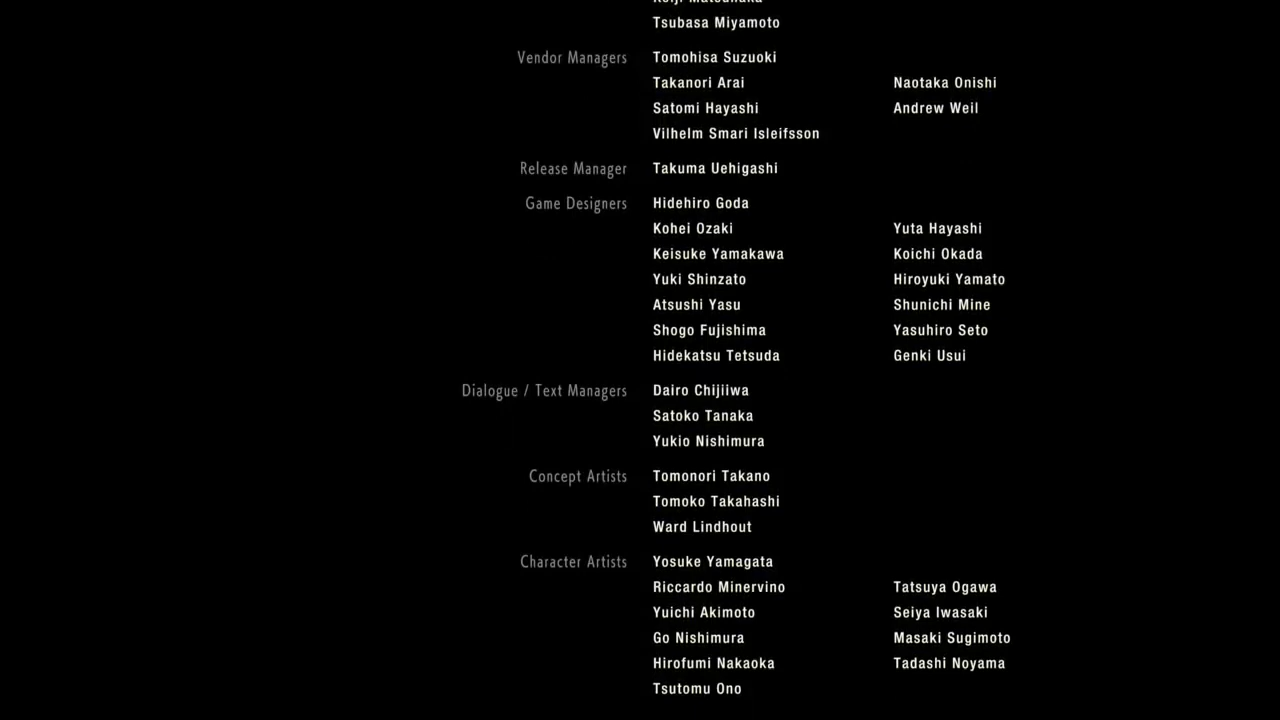 Tsubasa Miyamoto
Vendor Managers Tomohisa Suzuoki
Takanori Arai Naotaka Onishi
Satomi Hayashi Andrew Weil
Vilhelm Smari Isleifsson
Release Manager Takuma Uehigashi
Game Designers Hidehiro Goda
Kohei Ozaki Yuta Hayashi
Keisuke Yamakawa Koichi Okada
Yuki Shinzato Hiroyuki Yamato
Atsushi Yasu Shunichi Mine
Shogo Fujishima Yasuhiro Seto
Hidekatsu Tetsuda Genki Usui
Dialogue / Text Managers Dairo Chijiiwa
Satoko Tanaka
Yukio Nishimura
Concept Artists Tomonori Takano
Tomoko Takahashi
Ward Lindhout
Character Artists Yosuke Yamagata
Riccardo Minervino Tatsuya Ogawa
Yuichi Akimoto Seiya Iwasaki
Go Nishimura Masaki Sugimoto
Hirofumi Nakaoka Tadashi Noyama
Tsutomu Ono